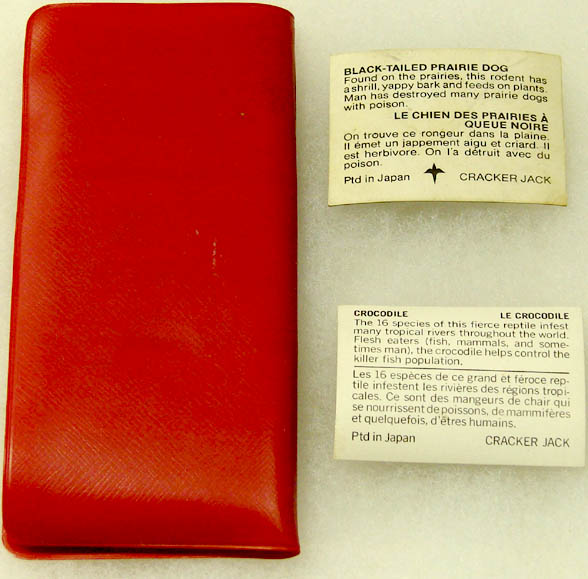 BLACK-TAILED PRAIRIE DOG
Found on the prairies, this rodent has
a shrill, yappy bark and feeds on plants.
Man has destroyed many prairie dogs
with poison.
LE CHIEN DES PRAIRIES À
QUEUE NOIRE
On trouve ce rongeur dans la plaine.
Il émet un jappement aigu et criard. Il
est herbivore. On l'a détruit avec du
poison.
Ptd in Japan CRACKER JACK
CROCODILE LE CROCODILE
The 16 species of this fierce reptile infest
many tropical rivers throughout the world.
Flesh eaters (fish, mammals, and some-
times man), the crocodile helps control the
killer fish population.
Les 16 espèces de ce grand et féroce rep-
tile infestent les rivières des régions tropi-
cales. Ce sont des mangeurs de chair qui
se nourrissent de poissons, de mammifères
et quelquefois, d'êtres humains.
Ptd in Japan CRACKER JACK